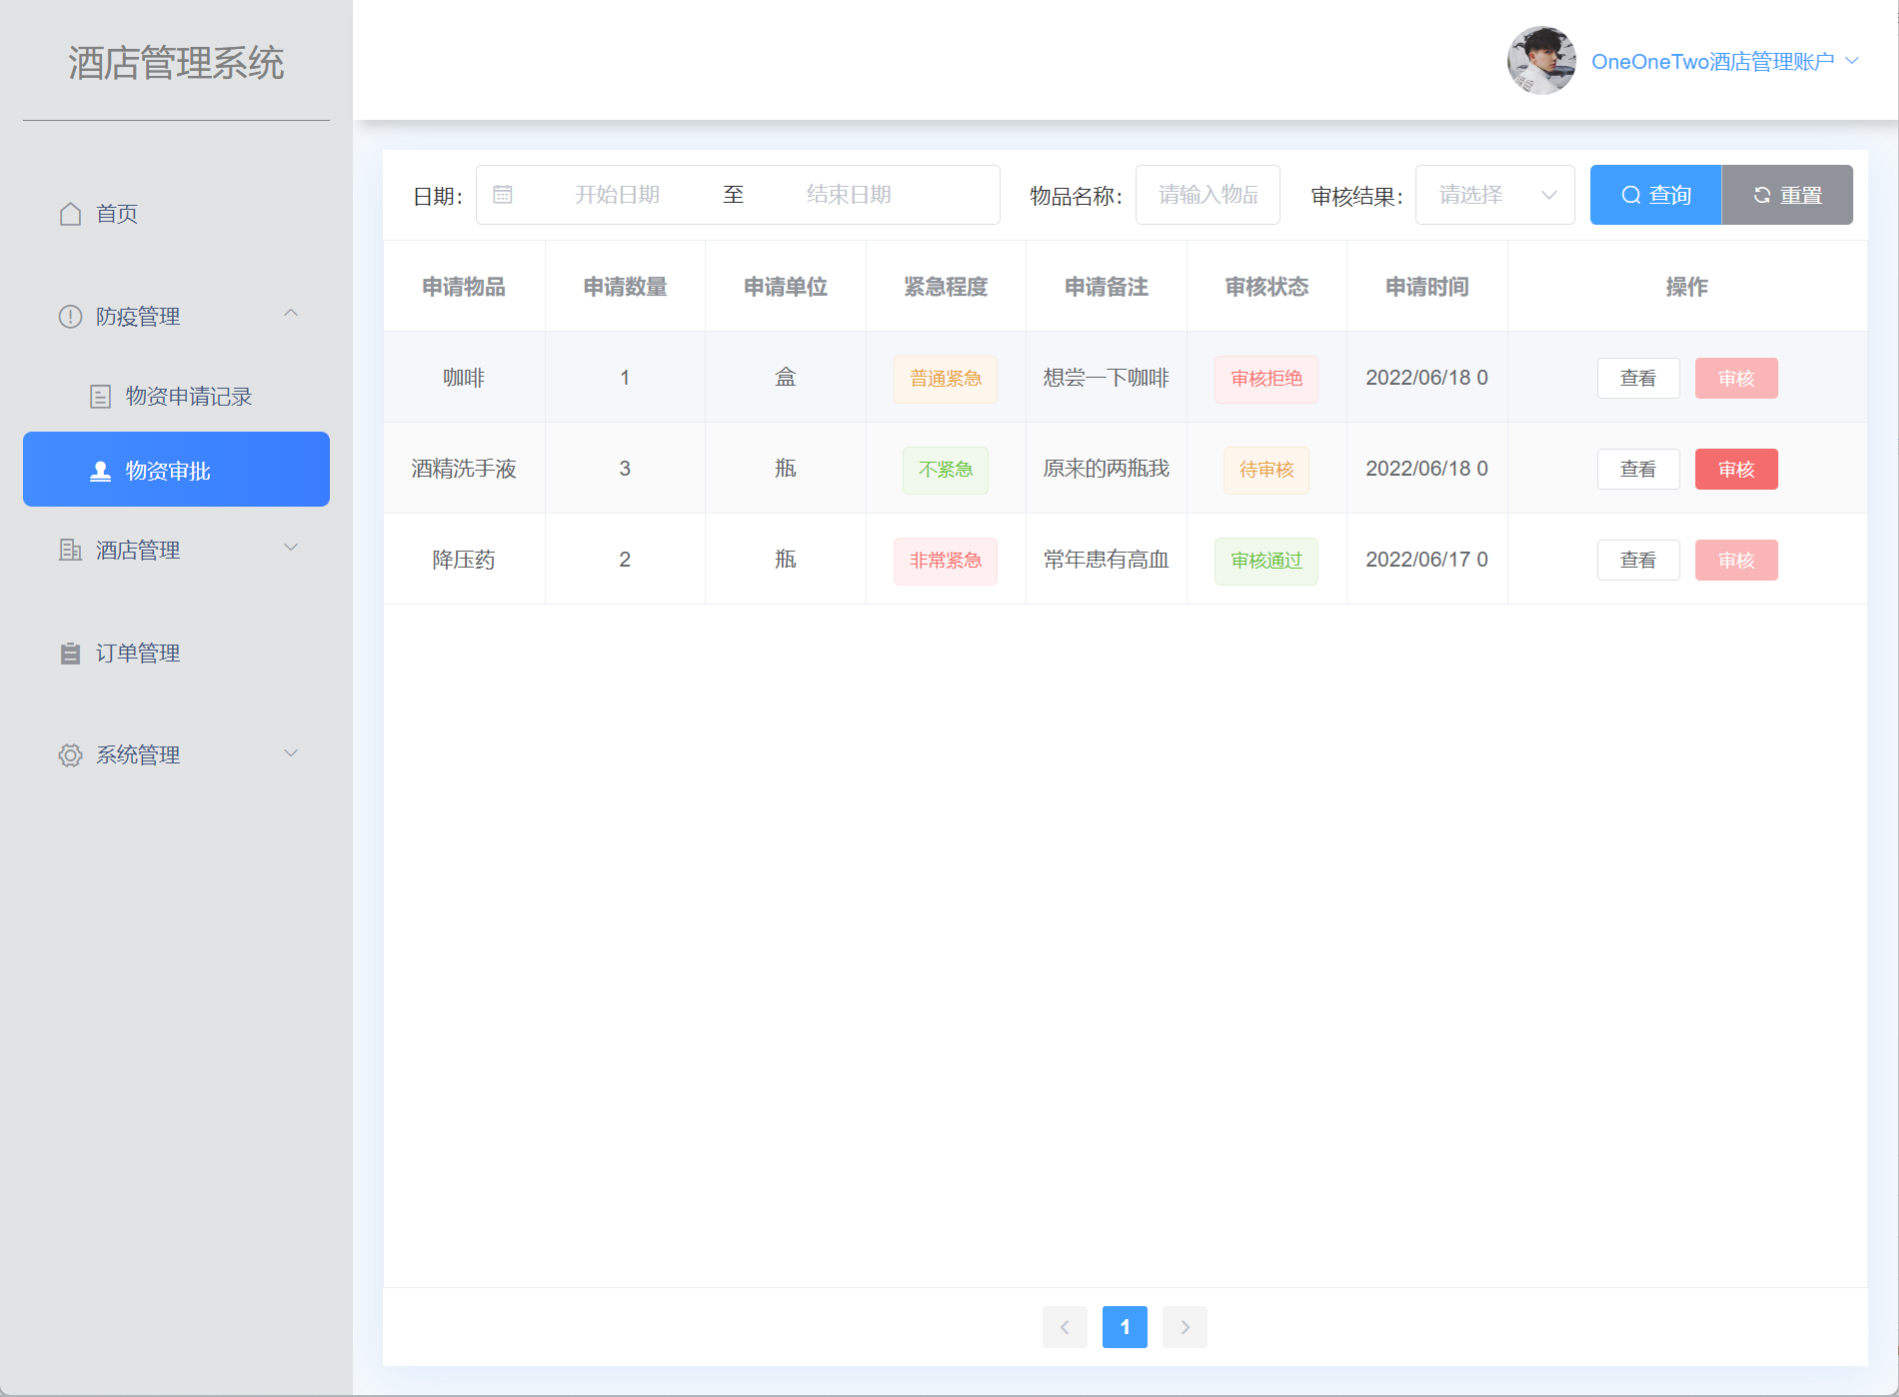 酒店管理系统
OneOneTwo酒店管理账户
首页
防疫管理
物资申请记录
物资审批
酒店管理
订单管理
系统管理
日期： 开始日期 至 结束日期 物品名称： 请输入物品 审核结果： 请选择 查询 重置
申请物品 申请数量 申请单位 紧急程度 申请备注 审核状态 申请时间 操作
咖啡 1 盒 普通紧急 想尝一下咖啡 审核拒绝 2022/06/18 0 查看 审核
酒精洗手液 3 瓶 不紧急 原来的两瓶我 待审核 2022/06/18 0 查看 审核
降压药 2 瓶 非常紧急 常年患有高血 审核通过 2022/06/17 0 查看 审核
1